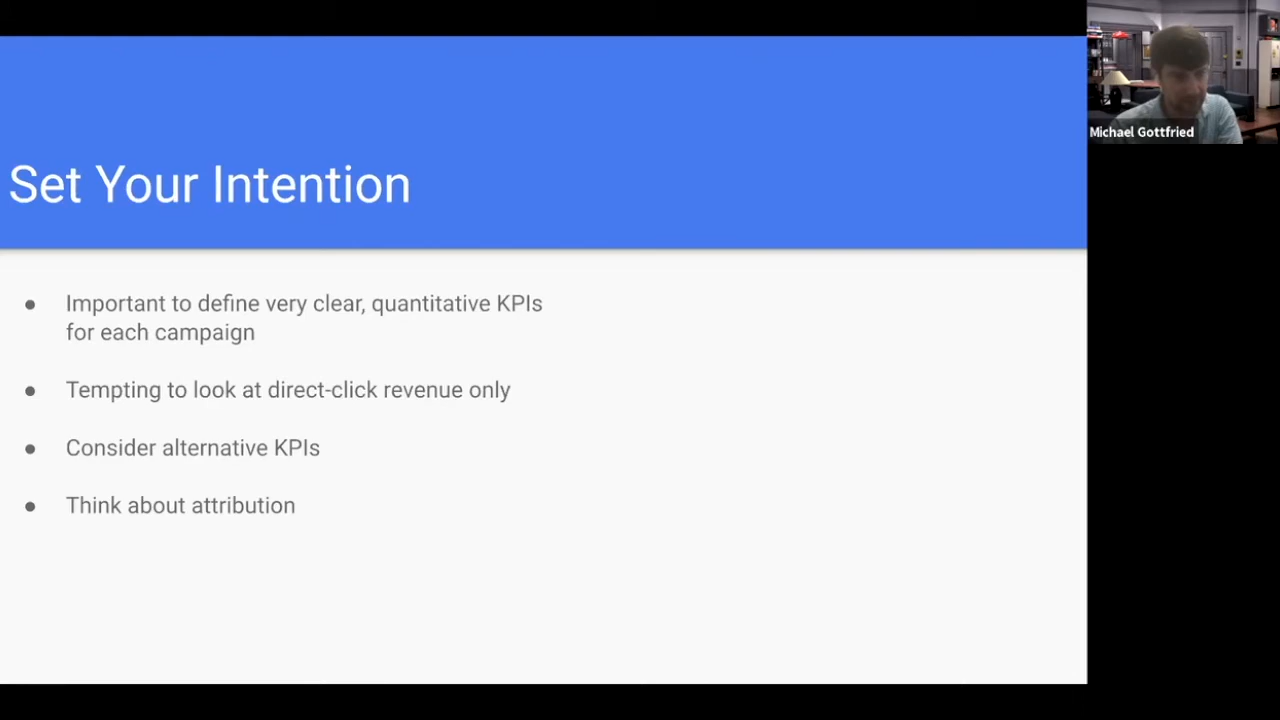 Set Your Intention
● Important to define very clear, quantitative KPIs
for each campaign
● Tempting to look at direct-click revenue only
● Consider alternative KPIs
● Think about attribution
Michael Gottfried